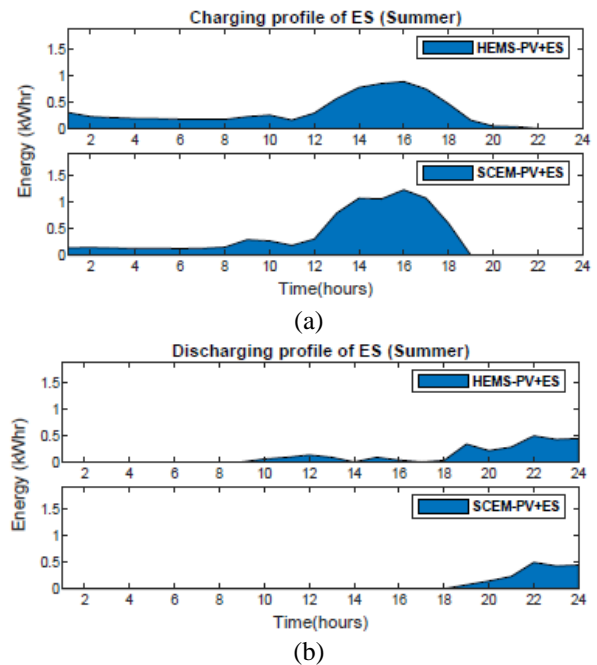 Charging profile of ES (Summer)
HEMS-PV+ES
1.5
1
0.5
0
2 4 6 8 10 12 14 16 18 20 22 24
SCEM-PV+ES
1.5
1
0.5
0
2 4 6 8 10 12 14 16 18 20 22 24
Energy (kWhr)
Time(hours)
(a)
Discharging profile of ES (Summer)
HEMS-PV+ES
1.5
1
0.5
0
2 4 6 8 10 12 14 16 18 20 22 24
SCEM-PV+ES
1.5
1
0.5
0
2 4 6 8 10 12 14 16 18 20 22 24
Energy (kWhr)
Time(hours)
(b)